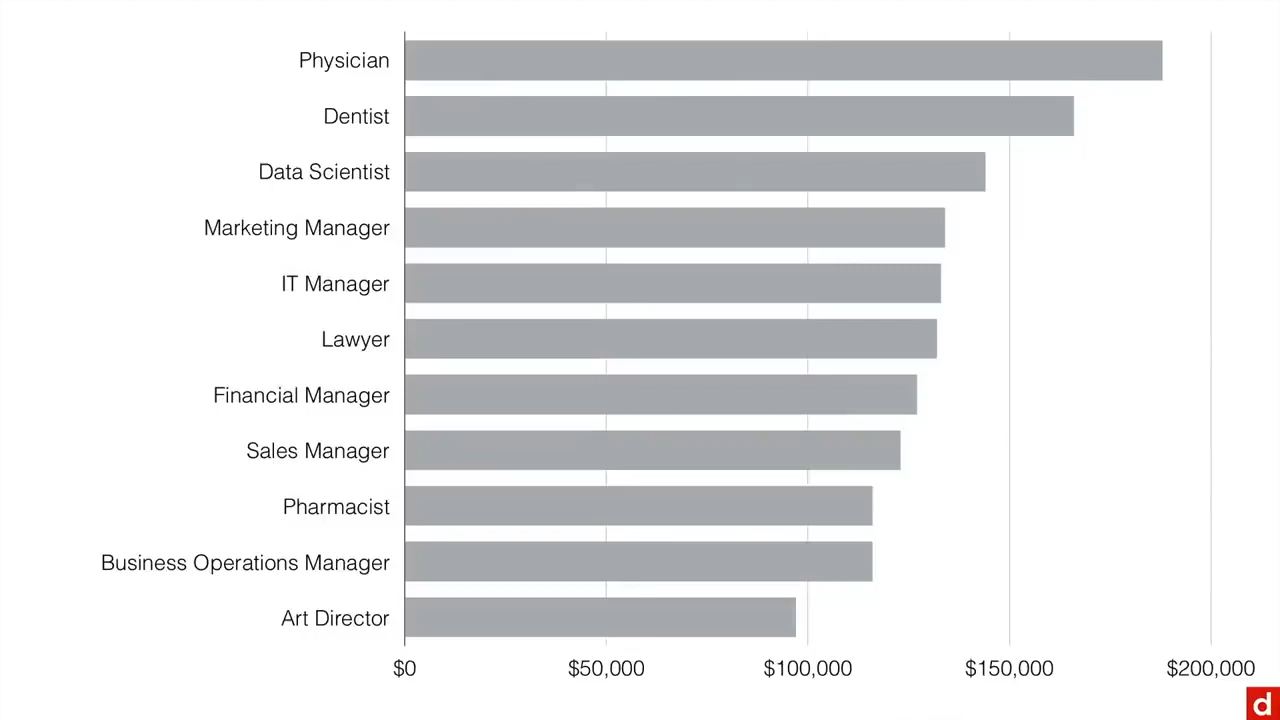 Physician
Dentist
Data Scientist
Marketing Manager
IT Manager
Lawyer
Financial Manager
Sales Manager
Pharmacist
Business Operations Manager
Art Director
$0 $50,000 $100,000 $150,000 $200,000
d